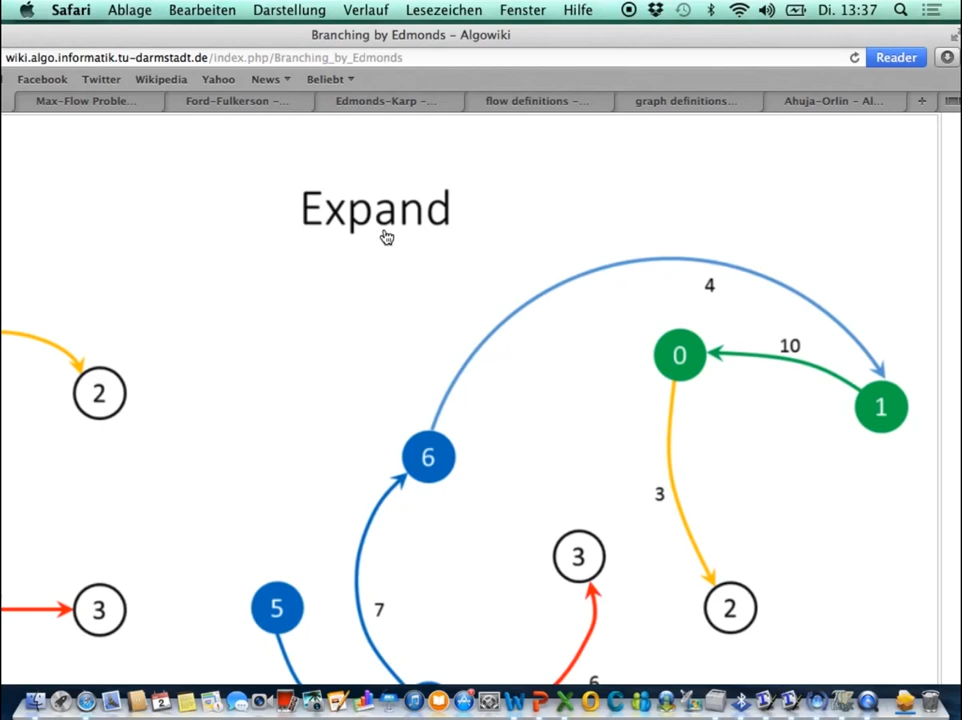 Safari Ablage Bearbeiten Darstellung Verlauf Lesezeichen Fenster Hilfe Di. 13:37
Branching by Edmonds – Algowiki
wiki.algo.informatik.tu-darmstadt.de/index.php/Branching_by_Edmonds Reader
Facebook Twitter Wikipedia Yahoo News Beliebt
Max-Flow Proble... Ford-Fulkerson –... Edmonds-Karp –... flow definitions –... graph definitions... Ahuja-Orlin – Al...
Expand
4
0
10
1
2
6
3
3
5
7
3
2
6